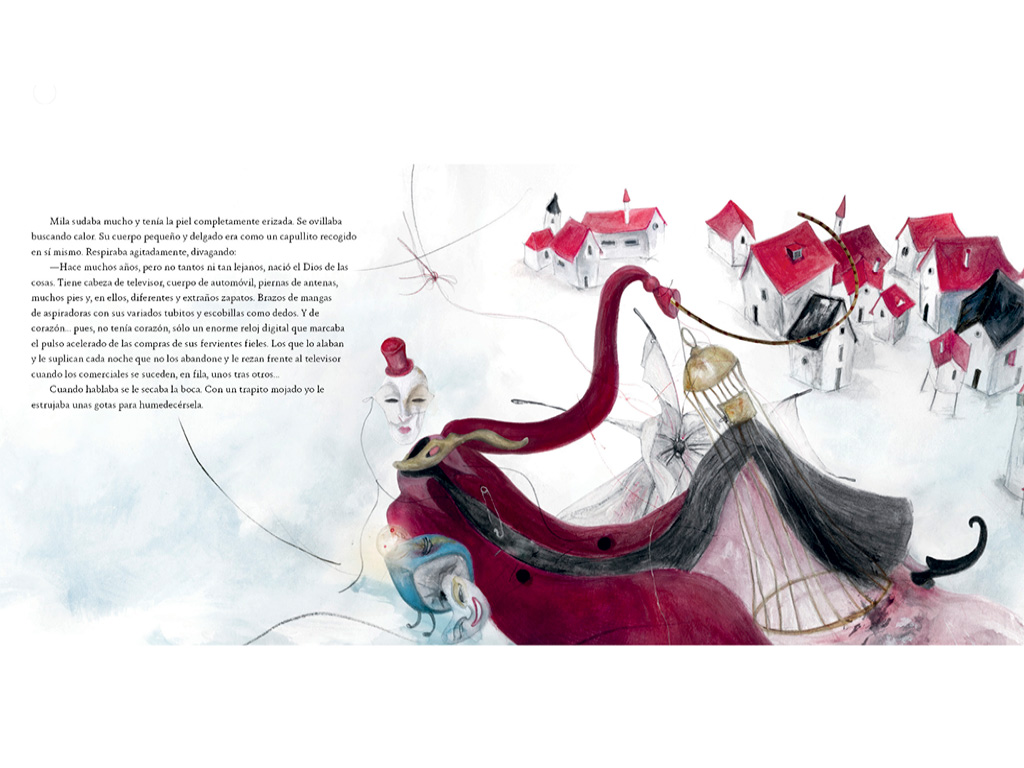 Mila sudaba mucho y tenía la piel completamente erizada. Se ovillaba
buscando calor. Su cuerpo pequeño y delgado era como un capullito recogido
en sí mismo. Respiraba agitadamente, divagando:
—Hace muchos años, pero no tantos ni tan lejanos, nació el Dios de las
cosas. Tiene cabeza de televisor, cuerpo de automóvil, piernas de antenas,
muchos pies y, en ellos, diferentes y extraños zapatos. Brazos de mangas
de aspiradoras con sus variados tubitos y escobillas como dedos. Y de
corazón... pues, no tenía corazón, sólo un enorme reloj digital que marcaba
el pulso acelerado de las compras de sus fervientes fieles. Los que lo alaban
y le suplican cada noche que no los abandone y le rezan frente al televisor
cuando los comerciales se suceden, en fila, unos tras otros...
Cuando hablaba se le secaba la boca. Con un trapito mojado yo le
estrujaba unas gotas para humedecérsela.